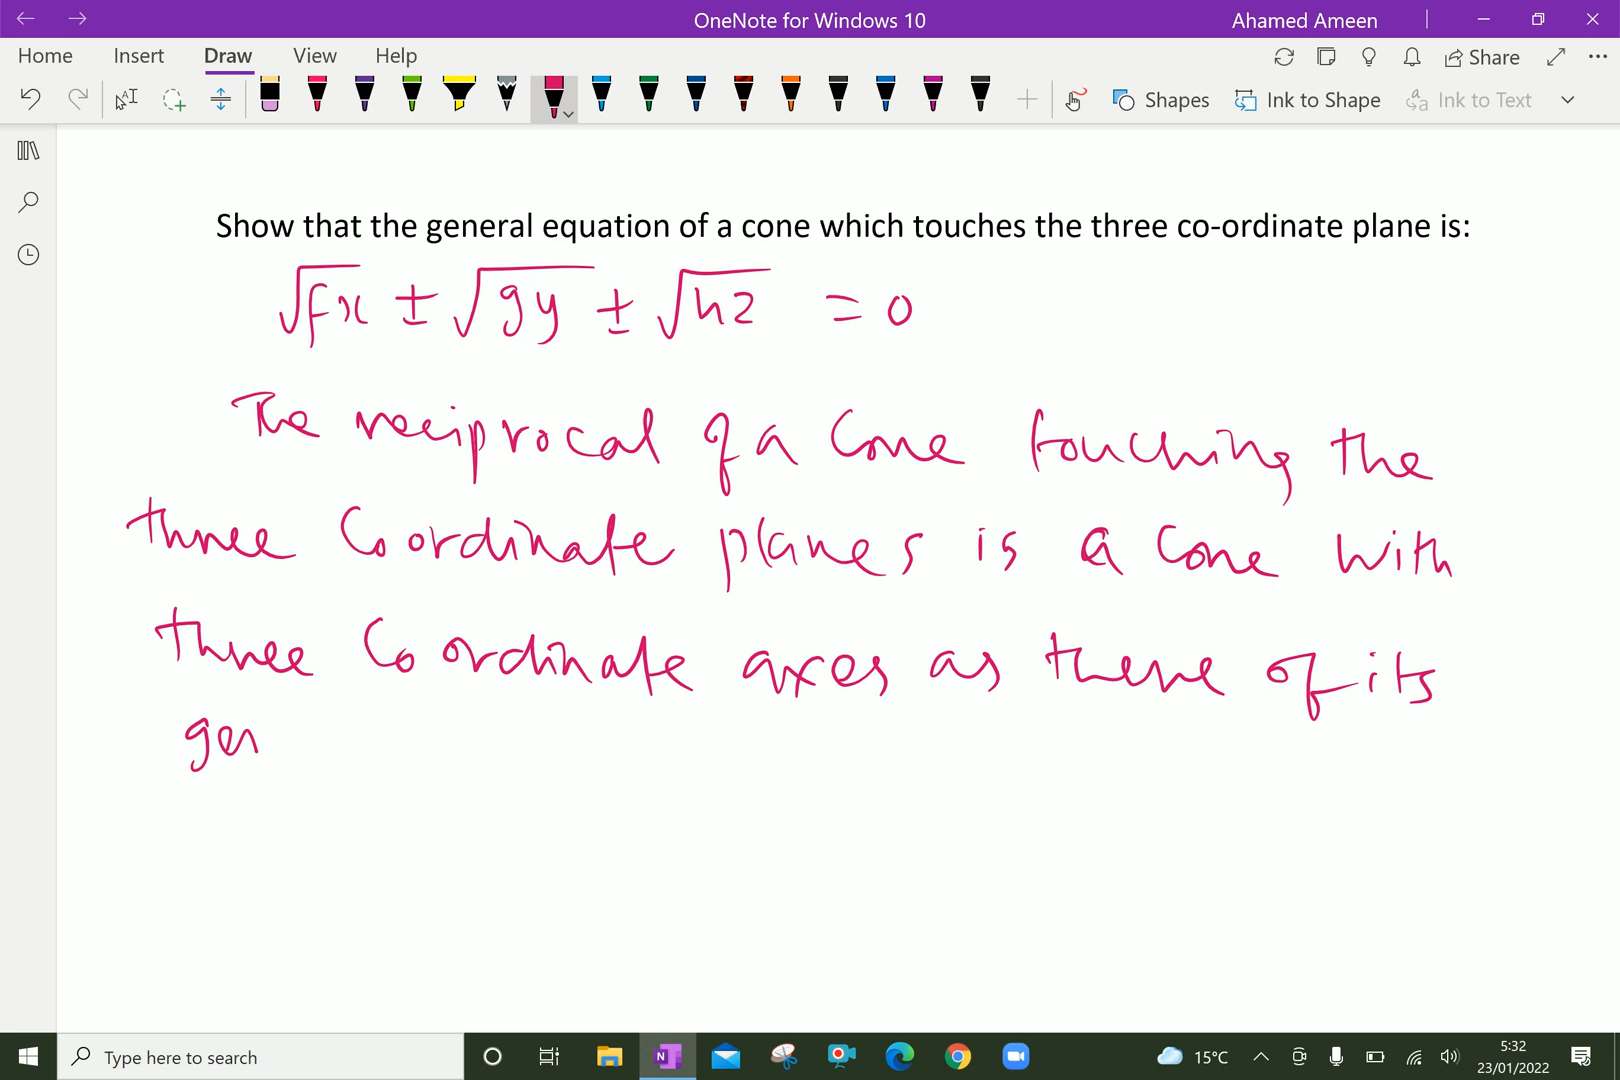 OneNote for Windows 10
Ahamed Ameen
Home Insert Draw View Help
Share
Shapes Ink to Shape Ink to Text
Show that the general equation of a cone which touches the three co-ordinate plane is:
√fx ± √gy ± √hz = 0
The reciprocal of a Cone touching the
three Coordinate planes is a Cone with
three Coordinate axes as there of its
gen
Type here to search
15°C
5:32
23/01/2022